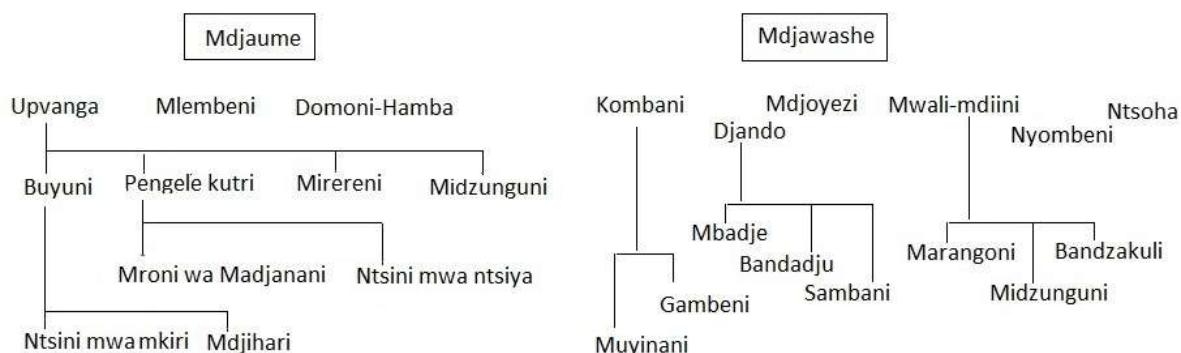 Mdjaume
Mdjawashe
Upvanga
Mlembeni
Domoni-Hamba
Kombani
Mdjoyezi
Djando
Mwali-mdiini
Nyombeni
Ntsoha
Buyuni
Pengele kutri
Mirereni
Midzunguni
Mroni wa Madjanani
Ntsini mwa ntsiya
Ntsini mwa mkiri
Mdjihari
Mbadje
Bandadju
Sambani
Gambeni
Muyinani
Marangoni
Midzunguni
Bandzakuli